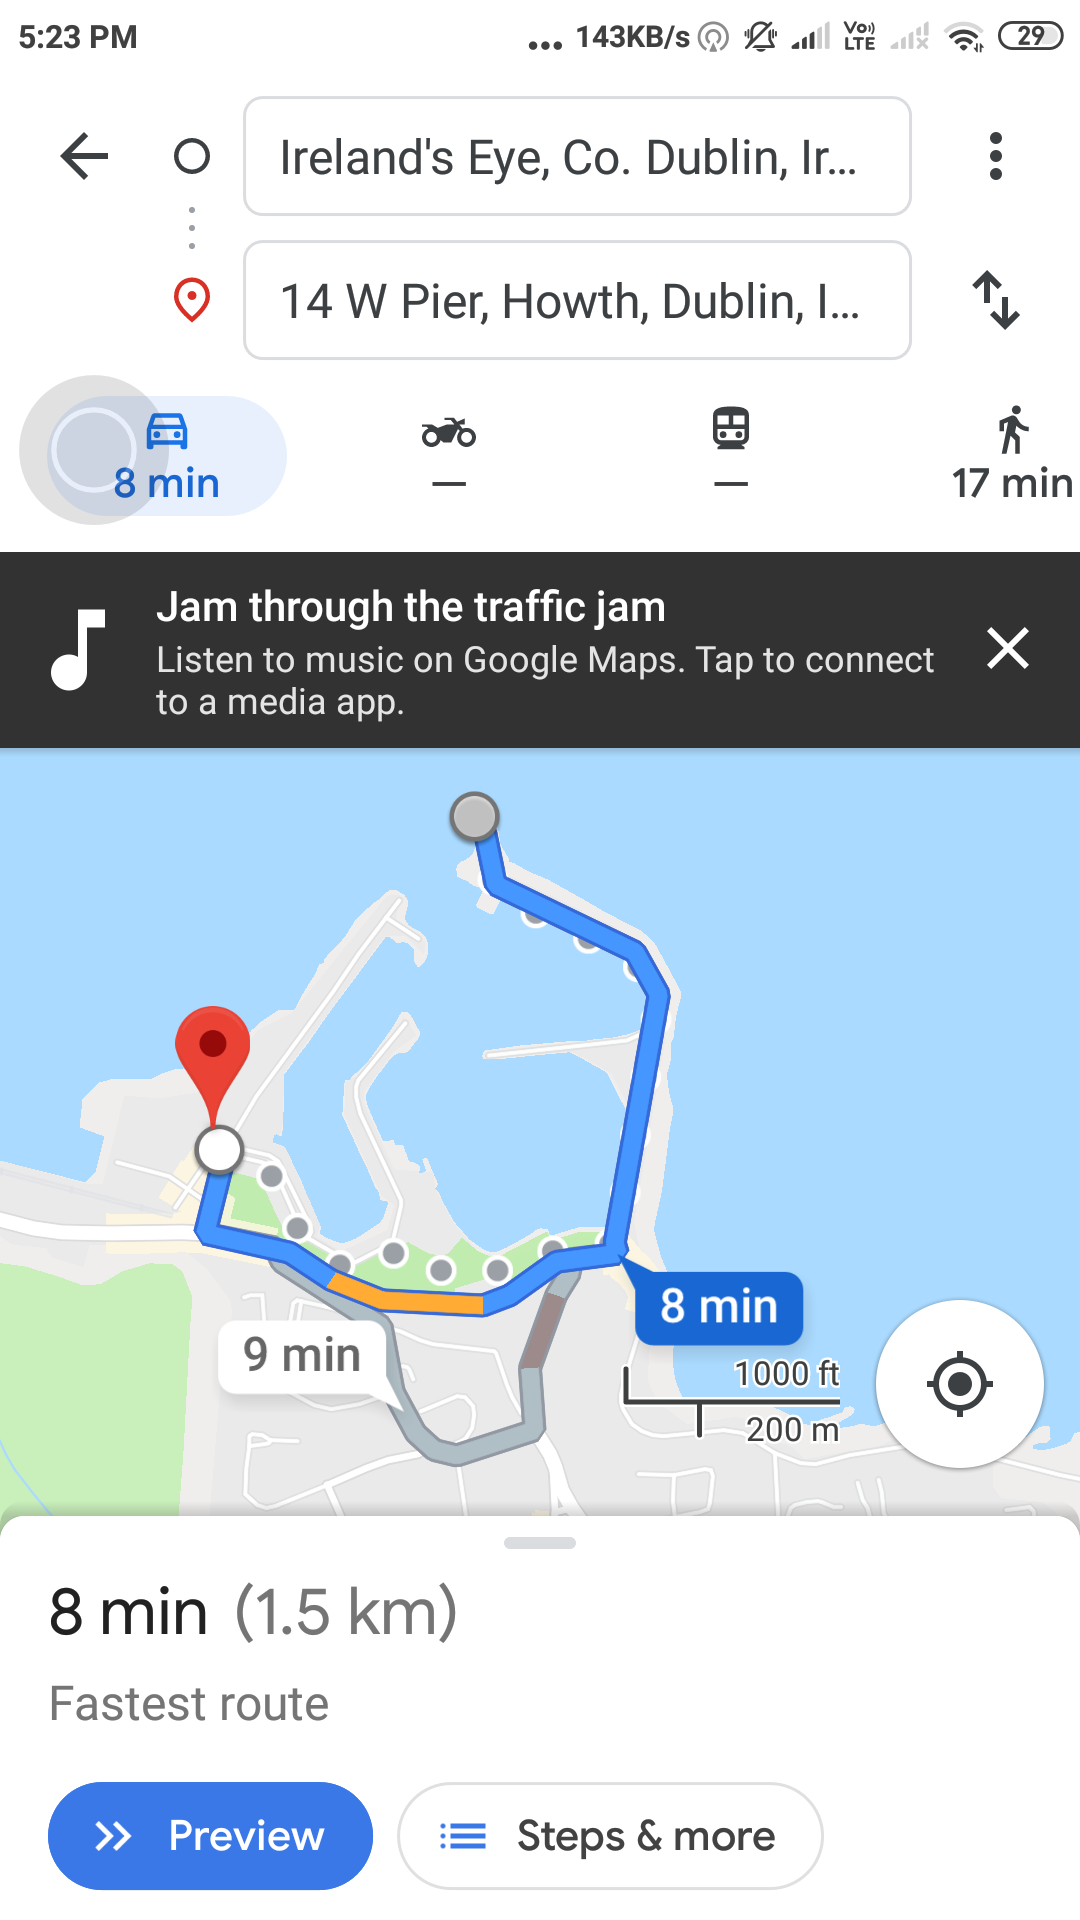 5:23 PM
... 143KB/s Vo)) LTE 29
Ireland's Eye, Co. Dublin, Ir...
14 W Pier, Howth, Dublin, I...
8 min — — 17 min
Jam through the traffic jam
Listen to music on Google Maps. Tap to connect
to a media app.
8 min
9 min
1000 ft
200 m
8 min (1.5 km)
Fastest route
Preview
Steps & more